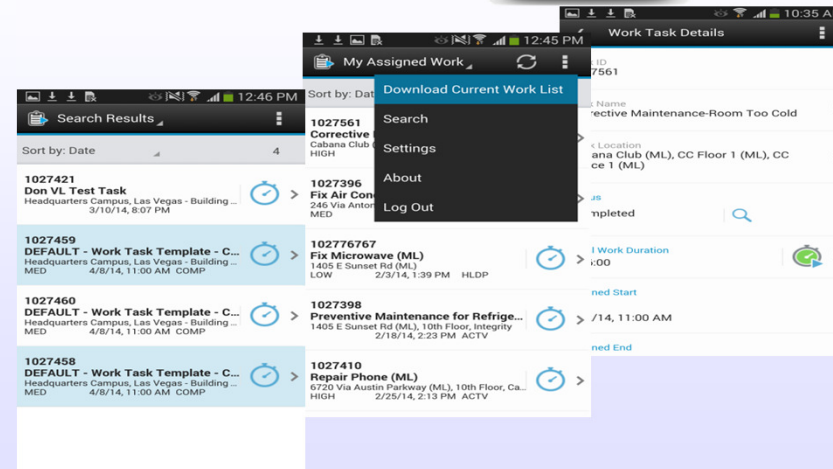 12:46 PM
Search Results
Sort by: Date 4
1027421
Don VL Test Task
Headquarters Campus, Las Vegas - Building ...
3/10/14, 8:07 PM
1027459
DEFAULT - Work Task Template - C...
Headquarters Campus, Las Vegas - Building ...
MED 4/8/14, 11:00 AM COMP
1027460
DEFAULT - Work Task Template - C...
Headquarters Campus, Las Vegas - Building ...
MED 4/8/14, 11:00 AM COMP
1027458
DEFAULT - Work Task Template - C...
Headquarters Campus, Las Vegas - Building ...
MED 4/8/14, 11:00 AM COMP
12:45 PM
My Assigned Work
Sort by: Dat
Download Current Work List
Search
Settings
About
Log Out
1027561
Corrective
Cabana Club (
HIGH
1027396
Fix Air Con
246 Via Anton
MED
102776767
Fix Microwave (ML)
1405 E Sunset Rd (ML)
LOW 2/3/14, 1:39 PM HLDP
1027398
Preventive Maintenance for Refrige...
1405 E Sunset Rd (ML), 10th Floor, Integrity
2/18/14, 2:23 PM ACTV
1027410
Repair Phone (ML)
6720 Via Austin Parkway (ML), 10th Floor, Ca...
HIGH 2/25/14, 2:13 PM ACTV
10:35 A
Work Task Details
ID
7561
Name
rective Maintenance-Room Too Cold
Location
ana Club (ML), CC Floor 1 (ML), CC
ce 1 (ML)
us
mpleted
l Work Duration
:00
ned Start
/14, 11:00 AM
ned End